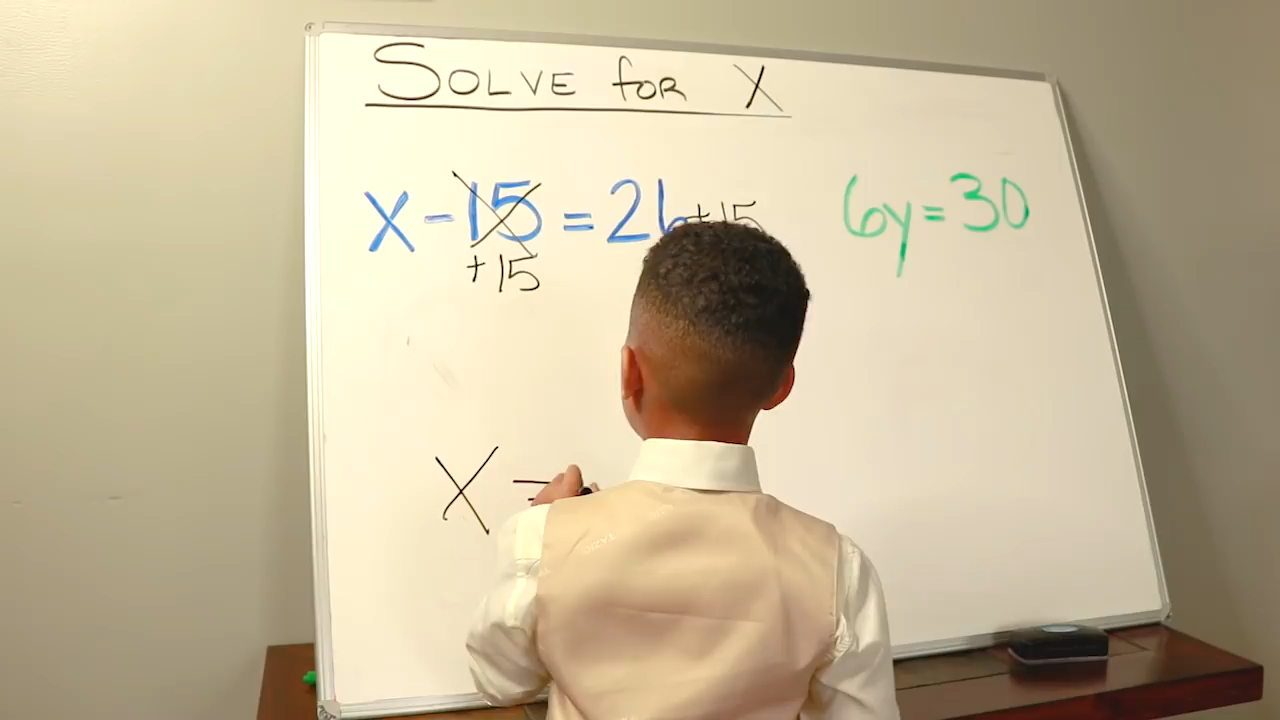 SOLVE for X
x - 15 = 26 + 15
+ 15
6y = 30
X =